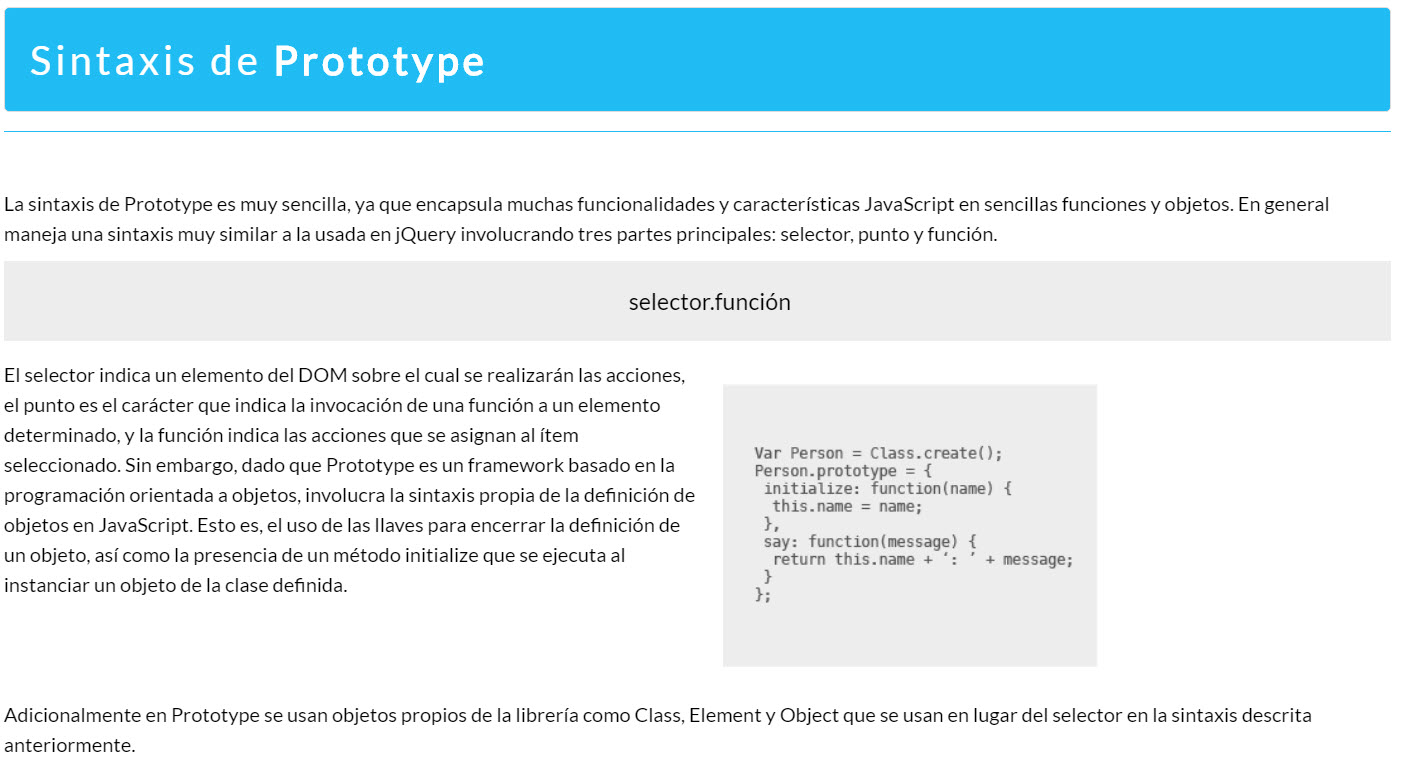 Sintaxis de Prototype
La sintaxis de Prototype es muy sencilla, ya que encapsula muchas funcionalidades y características JavaScript en sencillas funciones y objetos. En general
maneja una sintaxis muy similar a la usada en jQuery involucrando tres partes principales: selector, punto y función.
selector.función
El selector indica un elemento del DOM sobre el cual se realizarán las acciones,
el punto es el carácter que indica la invocación de una función a un elemento
determinado, y la función indica las acciones que se asignan al ítem
seleccionado. Sin embargo, dado que Prototype es un framework basado en la
programación orientada a objetos, involucra la sintaxis propia de la definición de
objetos en JavaScript. Esto es, el uso de las llaves para encerrar la definición de
un objeto, así como la presencia de un método initialize que se ejecuta al
instanciar un objeto de la clase definida.
Var Person = Class.create();
Person.prototype = {
 initialize: function(name) {
  this.name = name;
 },
 say: function(message) {
  return this.name + ‘: ’ + message;
 }
};
Adicionalmente en Prototype se usan objetos propios de la librería como Class, Element y Object que se usan en lugar del selector en la sintaxis descrita
anteriormente.